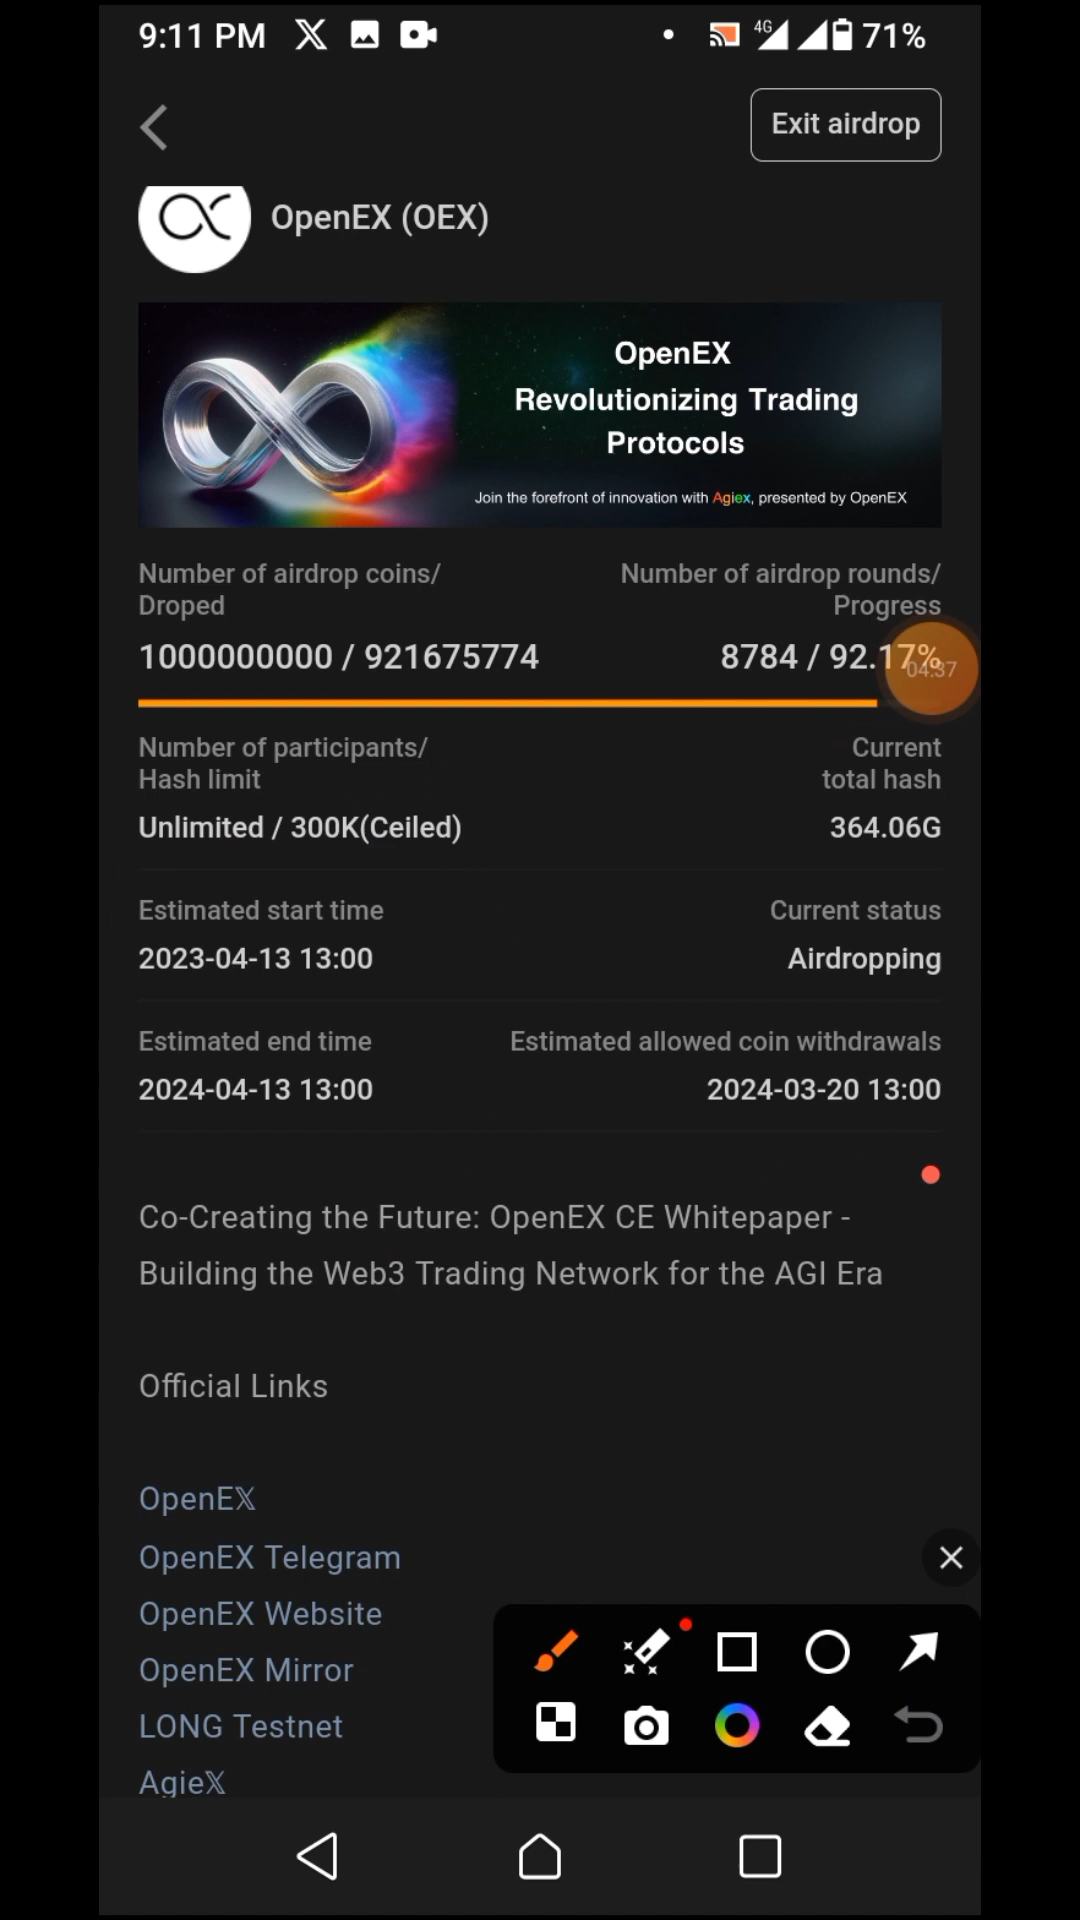 9:11 PM
4G
71%
Exit airdrop
OpenEX (OEX)
OpenEX
Revolutionizing Trading
Protocols
Join the forefront of innovation with Agiex, presented by OpenEX
Number of airdrop coins/
Droped
Number of airdrop rounds/
Progress
1000000000 / 921675774
8784 / 92.17%
04:37
Number of participants/
Hash limit
Current
total hash
Unlimited / 300K(Ceiled)
364.06G
Estimated start time
Current status
2023-04-13 13:00
Airdropping
Estimated end time
Estimated allowed coin withdrawals
2024-04-13 13:00
2024-03-20 13:00
Co-Creating the Future: OpenEX CE Whitepaper -
Building the Web3 Trading Network for the AGI Era
Official Links
OpenE𝕏
OpenEX Telegram
OpenEX Website
OpenEX Mirror
LONG Testnet
Agie𝕏